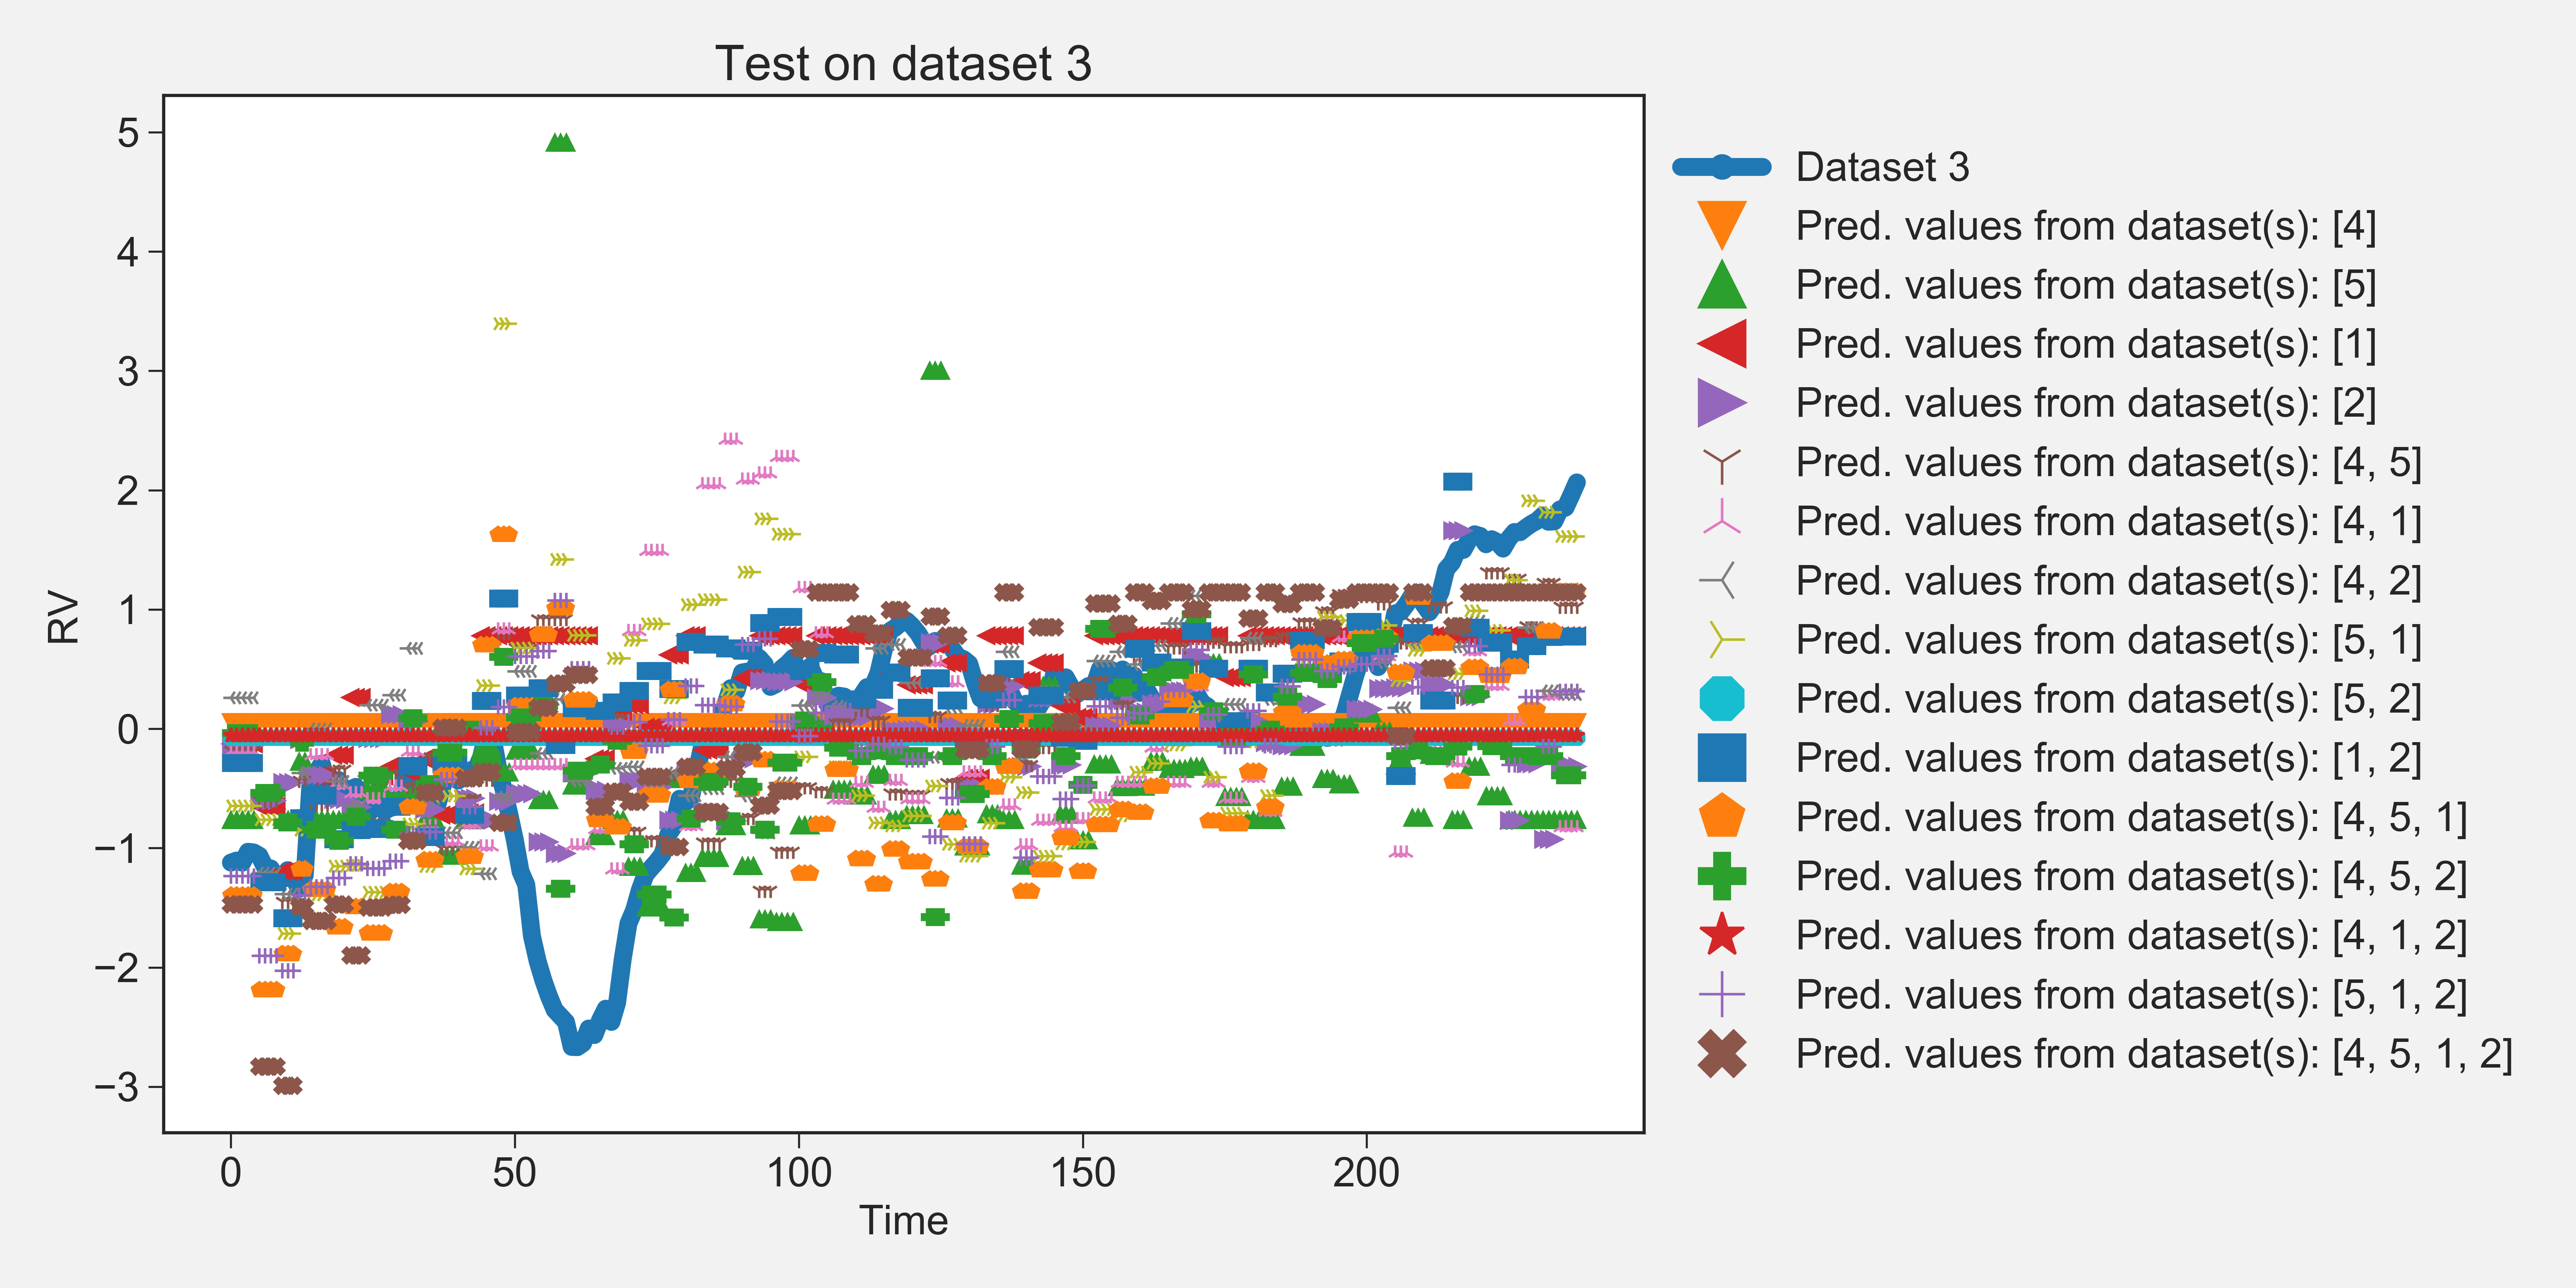 Test on dataset 3
5
4
3
2
1
0
−1
−2
−3
RV
0
50
100
150
200
Time
Dataset 3
Pred. values from dataset(s): [4]
Pred. values from dataset(s): [5]
Pred. values from dataset(s): [1]
Pred. values from dataset(s): [2]
Pred. values from dataset(s): [4, 5]
Pred. values from dataset(s): [4, 1]
Pred. values from dataset(s): [4, 2]
Pred. values from dataset(s): [5, 1]
Pred. values from dataset(s): [5, 2]
Pred. values from dataset(s): [1, 2]
Pred. values from dataset(s): [4, 5, 1]
Pred. values from dataset(s): [4, 5, 2]
Pred. values from dataset(s): [4, 1, 2]
Pred. values from dataset(s): [5, 1, 2]
Pred. values from dataset(s): [4, 5, 1, 2]